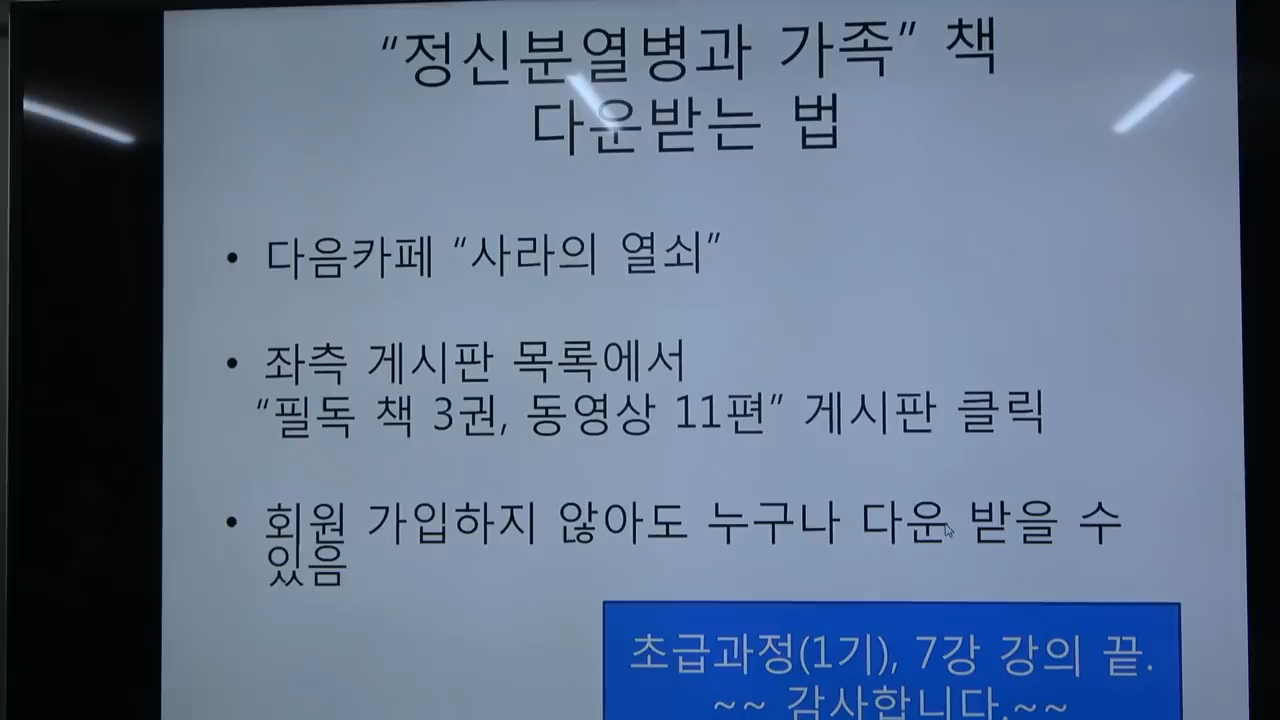 “정신분열병과 가족” 책
다운받는 법
• 다음카페 “사라의 열쇠”
• 좌측 게시판 목록에서
“필독 책 3권, 동영상 11편” 게시판 클릭
• 회원 가입하지 않아도 누구나 다운 받을 수
있음
초급과정(1기), 7강 강의 끝.
~~ 감사합니다.~~